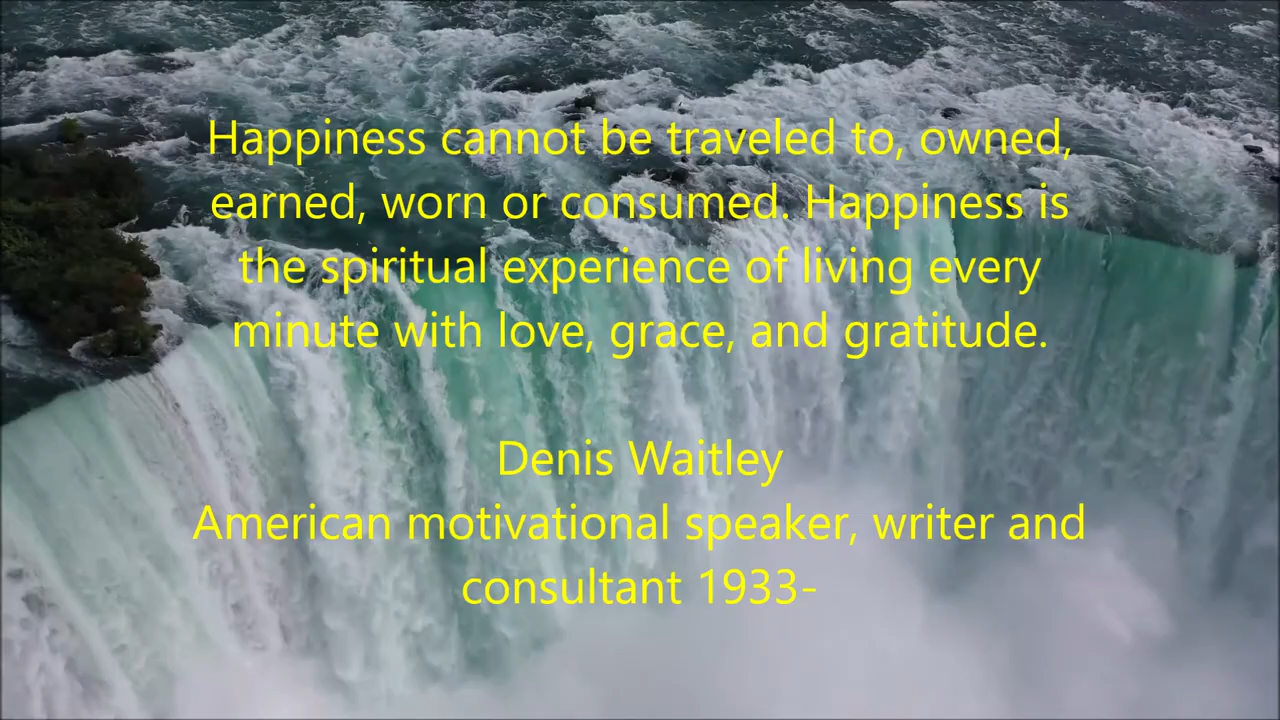 Happiness cannot be traveled to, owned,
earned, worn or consumed. Happiness is
the spiritual experience of living every
minute with love, grace, and gratitude.
Denis Waitley
American motivational speaker, writer and
consultant 1933-